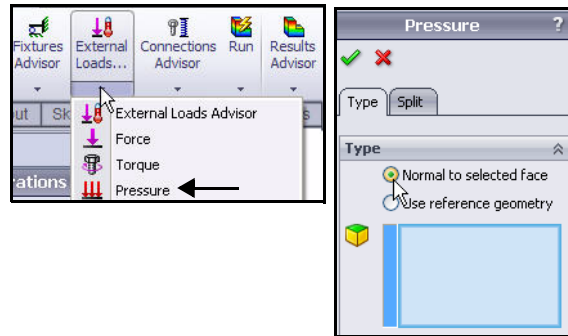 Fixtures Advisor
External Loads...
Connections Advisor
Run
Results Advisor
ut
Sk
s
External Loads Advisor
Force
Torque
Pressure
ations
Pressure
?
Type
Split
Type
Normal to selected face
Use reference geometry